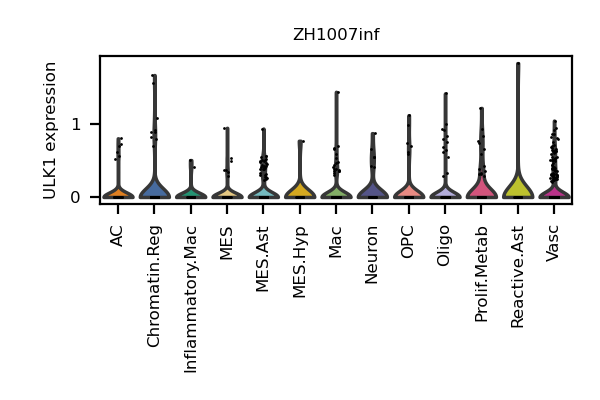 ZH1007inf
ULK1 expression
1
0
AC
Chromatin.Reg
Inflammatory.Mac
MES
MES.Ast
MES.Hyp
Mac
Neuron
OPC
Oligo
Prolif.Metab
Reactive.Ast
Vasc